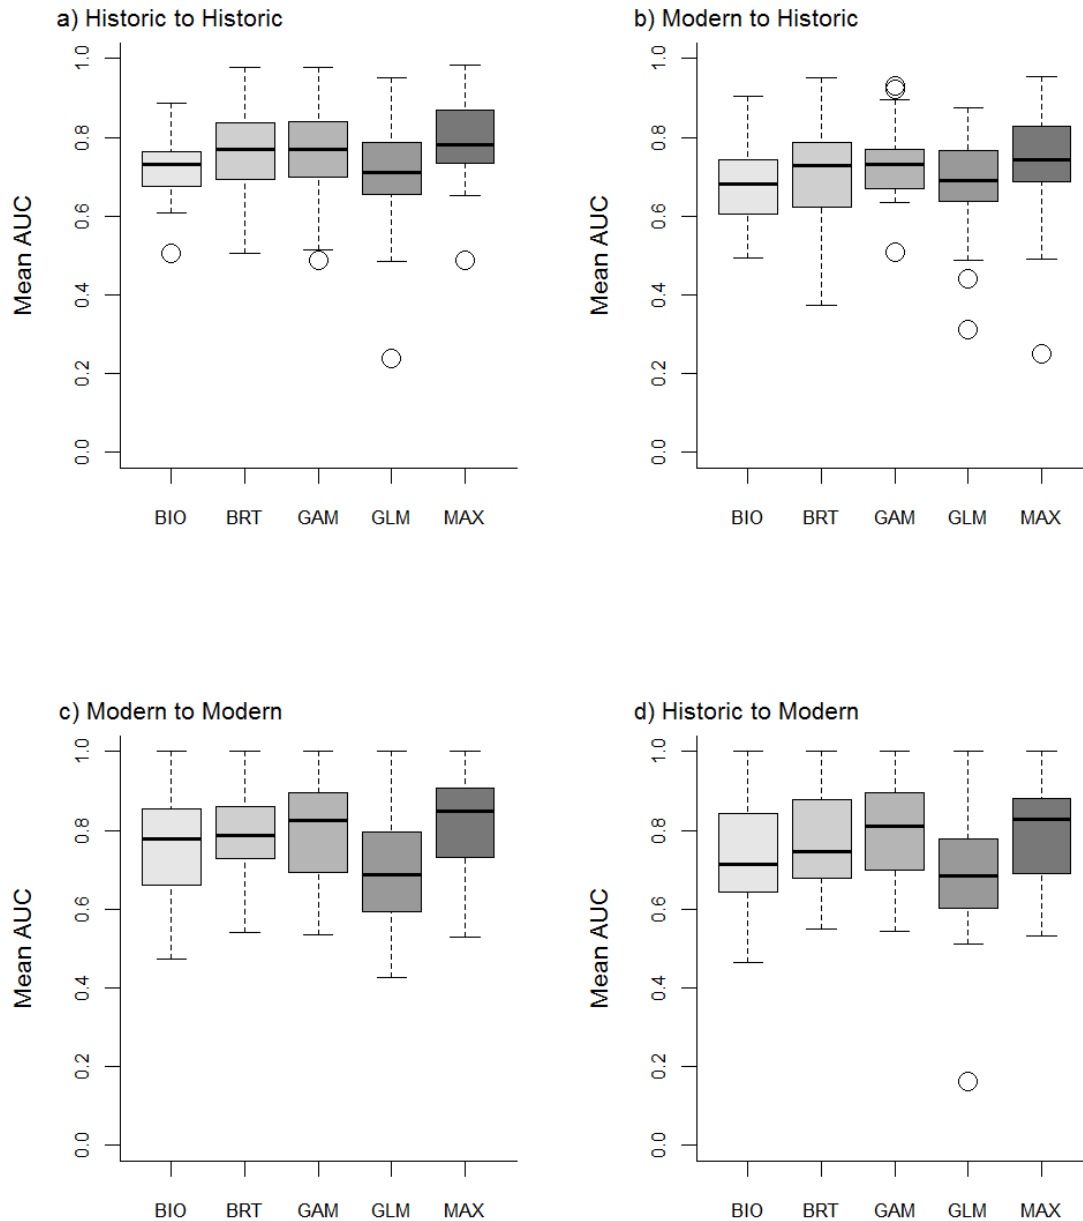 a) Historic to Historic
Mean AUC
1.0
0.8
0.6
0.4
0.2
0.0
BIO BRT GAM GLM MAX
b) Modern to Historic
Mean AUC
1.0
0.8
0.6
0.4
0.2
0.0
BIO BRT GAM GLM MAX
c) Modern to Modern
Mean AUC
1.0
0.8
0.6
0.4
0.2
0.0
BIO BRT GAM GLM MAX
d) Historic to Modern
Mean AUC
1.0
0.8
0.6
0.4
0.2
0.0
BIO BRT GAM GLM MAX